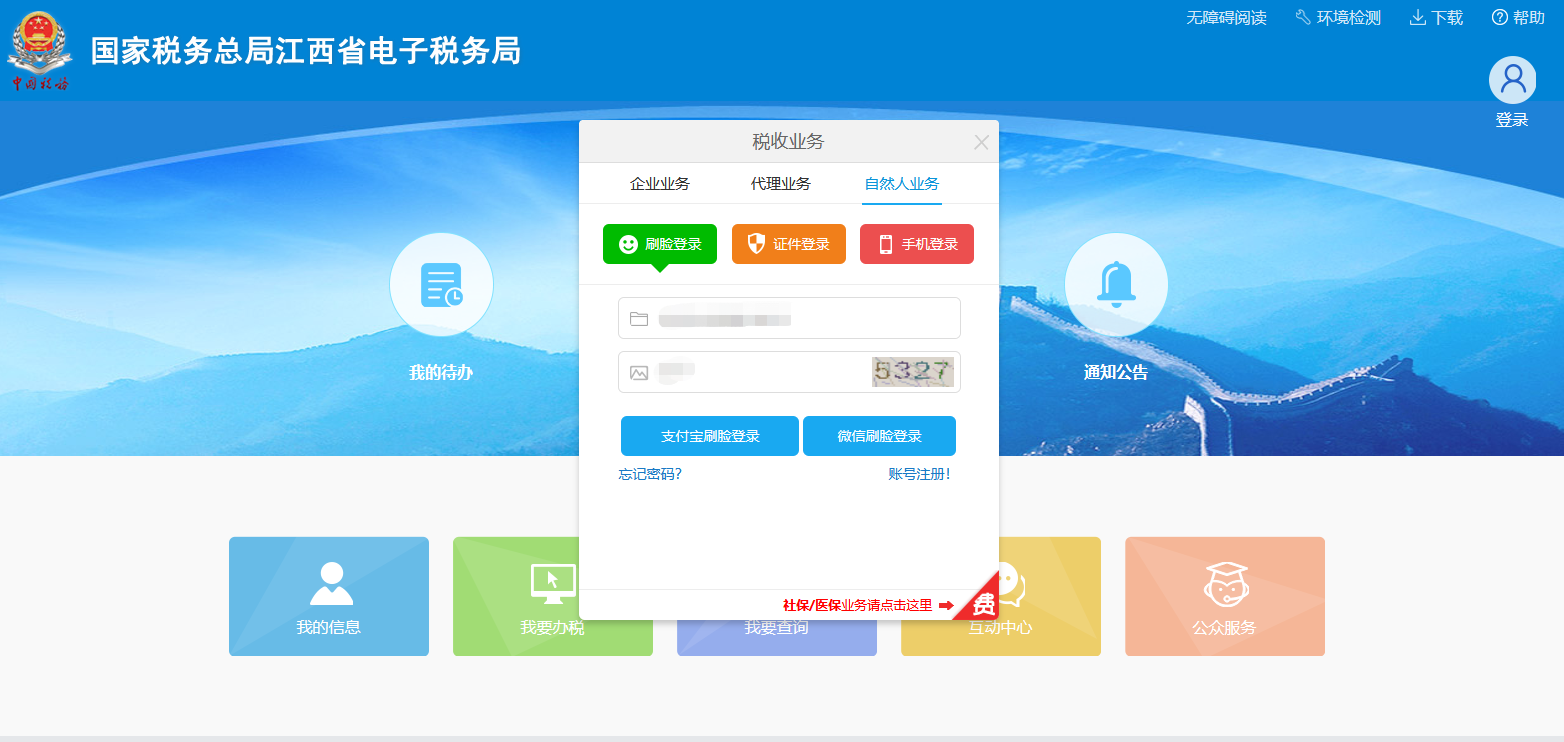 无障碍阅读 环境检测 下载 帮助
国家税务总局江西省电子税务局
中国税务
登录
税收业务
企业业务 代理业务 自然人业务
刷脸登录 证件登录 手机登录
5327
我的待办
通知公告
支付宝刷脸登录 微信刷脸登录
忘记密码? 账号注册!
社保/医保业务请点击这里
费
我的信息 我要办税 我要查询 互动中心 公众服务